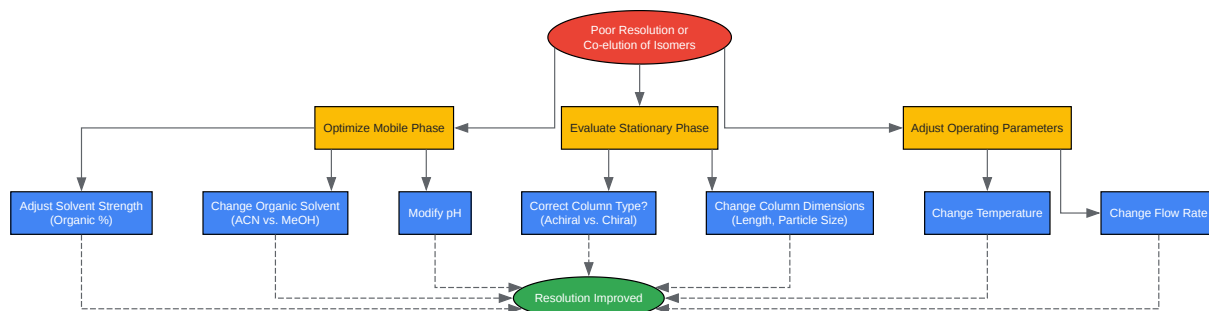 Poor Resolution or
Co-elution of Isomers
Optimize Mobile Phase
Evaluate Stationary Phase
Adjust Operating Parameters
Adjust Solvent Strength
(Organic %)
Change Organic Solvent
(ACN vs. MeOH)
Modify pH
Correct Column Type?
(Achiral vs. Chiral)
Change Column Dimensions
(Length, Particle Size)
Change Temperature
Change Flow Rate
Resolution Improved